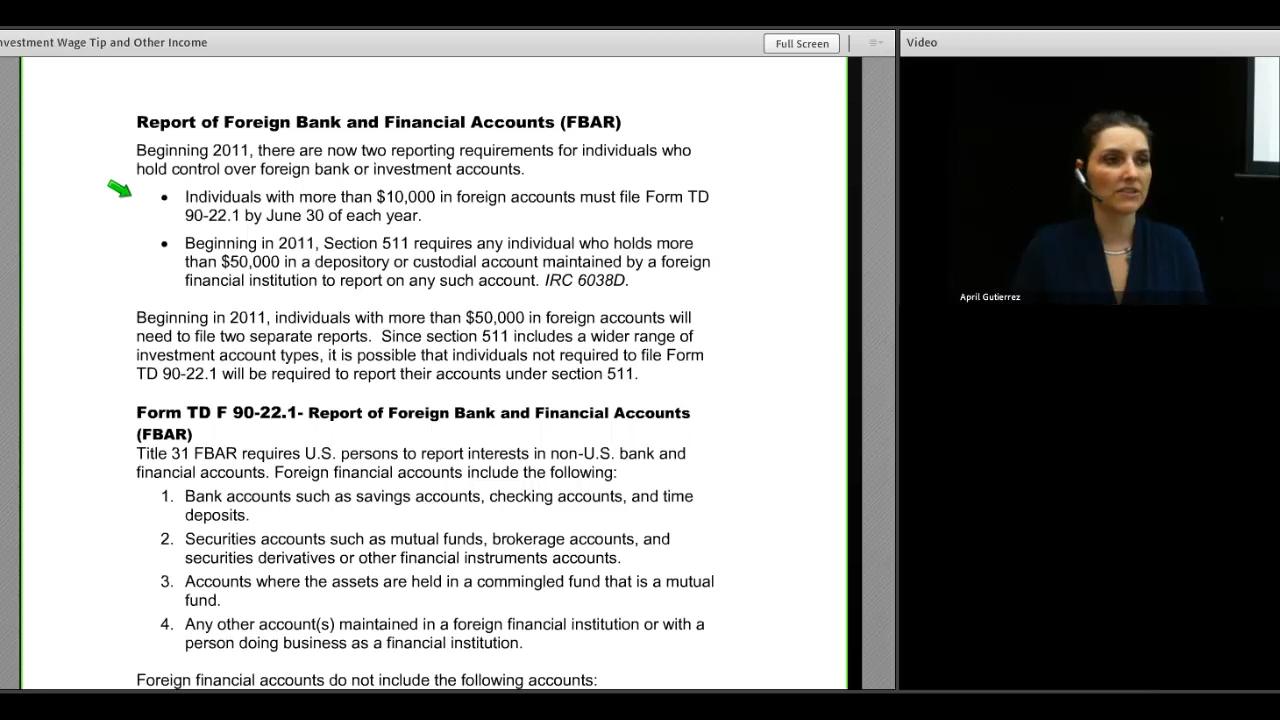 nvestment Wage Tip and Other Income
Full Screen
Video
Report of Foreign Bank and Financial Accounts (FBAR)
Beginning 2011, there are now two reporting requirements for individuals who
hold control over foreign bank or investment accounts.
• Individuals with more than $10,000 in foreign accounts must file Form TD
90-22.1 by June 30 of each year.
• Beginning in 2011, Section 511 requires any individual who holds more
than $50,000 in a depository or custodial account maintained by a foreign
financial institution to report on any such account. IRC 6038D.
Beginning in 2011, individuals with more than $50,000 in foreign accounts will
need to file two separate reports. Since section 511 includes a wider range of
investment account types, it is possible that individuals not required to file Form
TD 90-22.1 will be required to report their accounts under section 511.
Form TD F 90-22.1- Report of Foreign Bank and Financial Accounts
(FBAR)
Title 31 FBAR requires U.S. persons to report interests in non-U.S. bank and
financial accounts. Foreign financial accounts include the following:
1. Bank accounts such as savings accounts, checking accounts, and time
deposits.
2. Securities accounts such as mutual funds, brokerage accounts, and
securities derivatives or other financial instruments accounts.
3. Accounts where the assets are held in a commingled fund that is a mutual
fund.
4. Any other account(s) maintained in a foreign financial institution or with a
person doing business as a financial institution.
Foreign financial accounts do not include the following accounts:
April Gutierrez